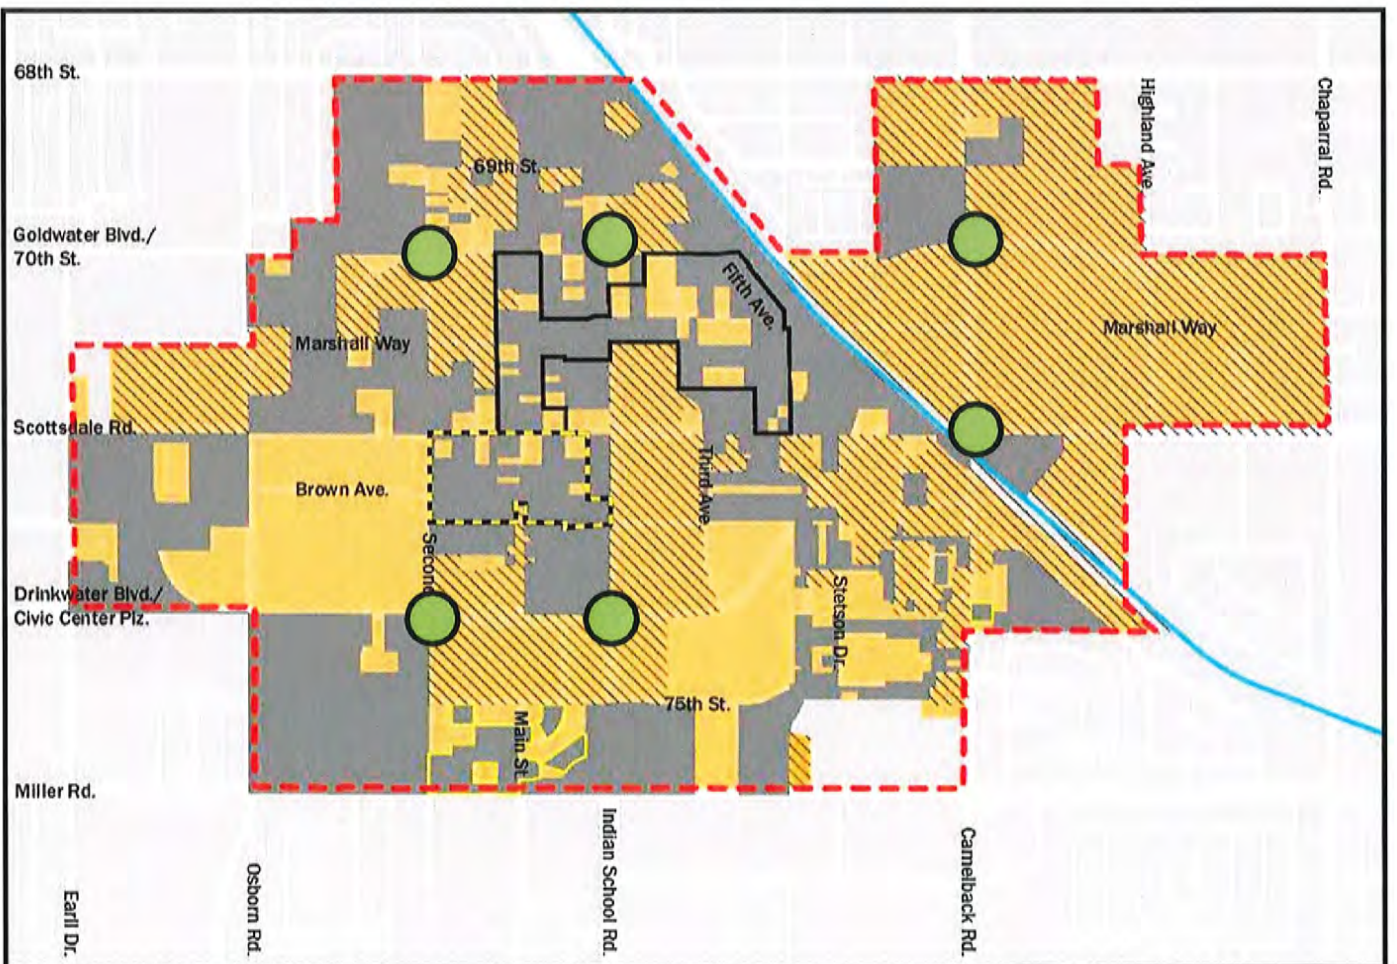 68th St.
Highland Ave.
Chaparral Rd.
69th St.
Goldwater Blvd./
70th St.
Fifth Ave.
Marshall Way
Marshall Way
Scottsdale Rd.
Third Ave.
Brown Ave.
Second
Drinkwater Blvd./
Civic Center Plz.
Stetson Dr.
75th St.
Main St.
Miller Rd.
Indian School Rd.
Camelback Rd.
Osborn Rd.
Earll Dr.